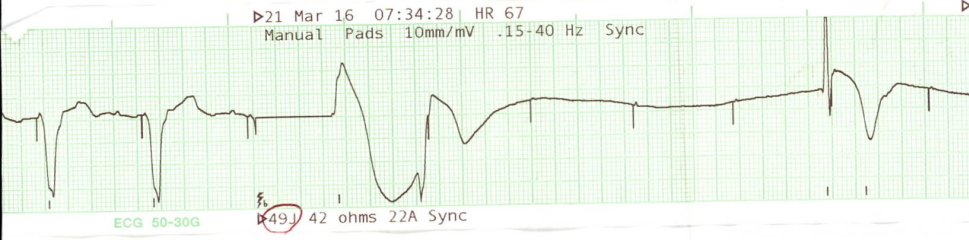 21 Mar 16 07:34:28 HR 67
Manual Pads 10mm/mV .15-40 Hz Sync
ECG 50-30G
49J 42 ohms 22A Sync